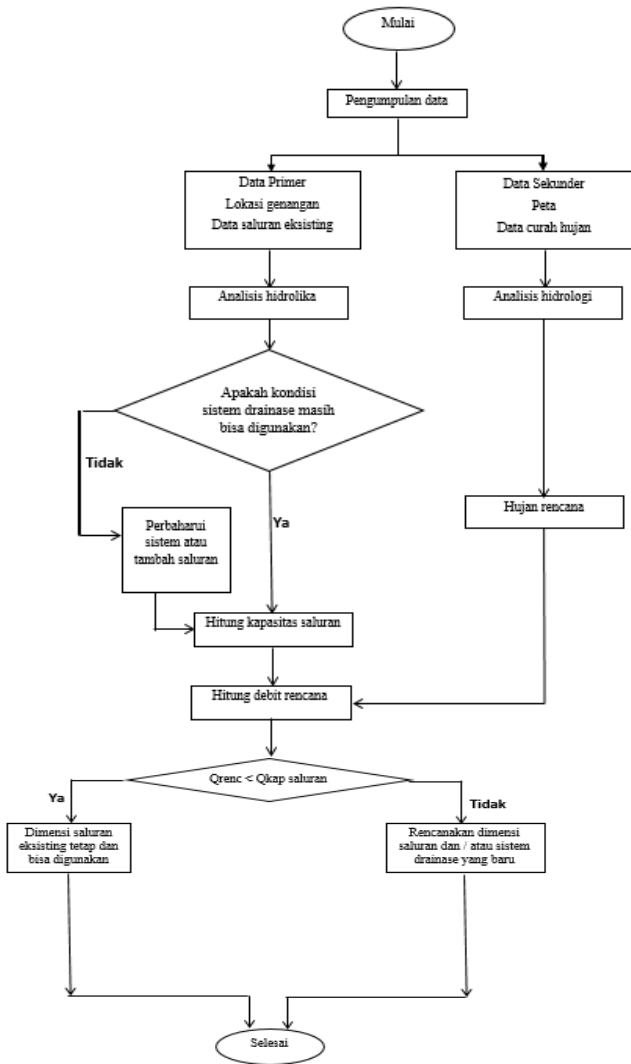 Mulai
Pengumpulan data
Data Primer
Lokasi genangan
Data saluran eksisting
Data Sekunder
Peta
Data curah hujan
Analisis hidrolika
Analisis hidrologi
Apakah kondisi
sistem drainase masih
bisa digunakan?
Tidak
Ya
Perbaharui
sistem atau
tambah saluran
Hujan rencana
Hitung kapasitas saluran
Hitung debit rencana
Qrenc < Qkap saluran
Ya
Tidak
Dimensi saluran
eksisting tetap dan
bisa digunakan
Rencanakan dimensi
saluran dan / atau sistem
drainase yang baru
Selesai